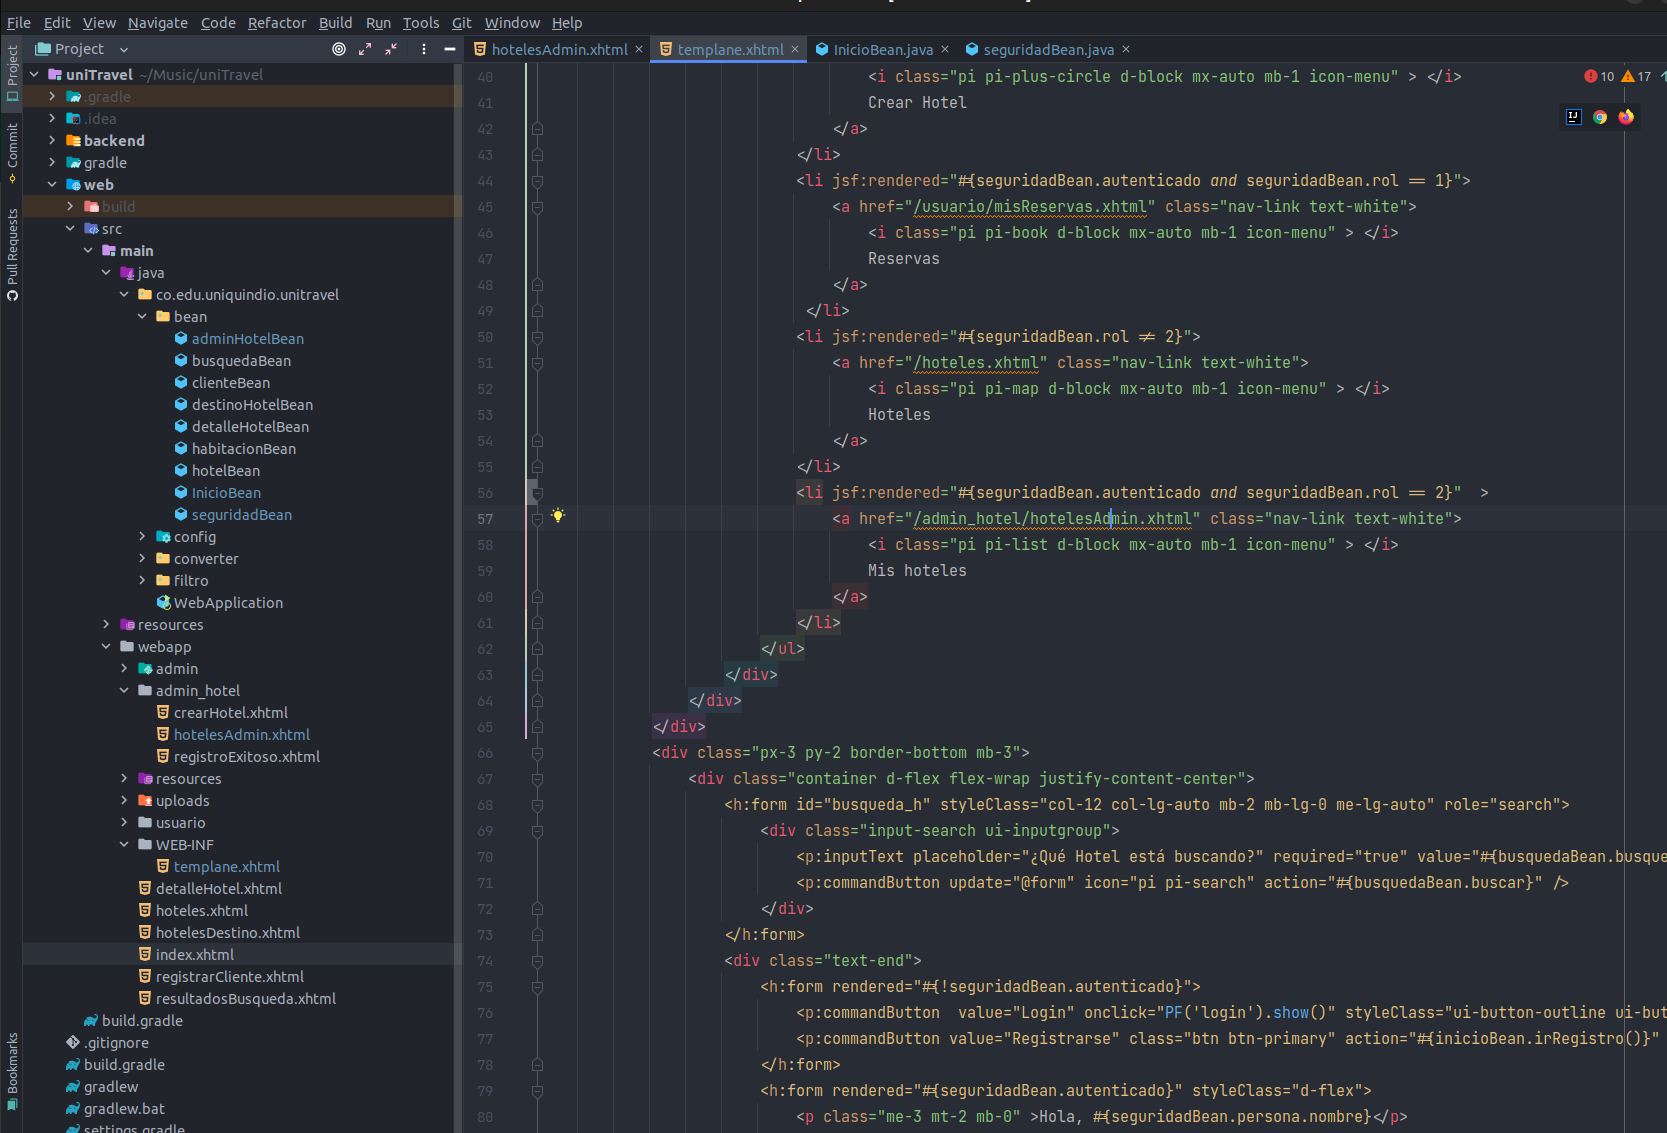 File Edit View Navigate Code Refactor Build Run Tools Git Window Help
Project
hotelesAdmin.xhtml
templane.xhtml
InicioBean.java
seguridadBean.java
Project
Commit
Pull Requests
Bookmarks
uniTravel ~/Music/uniTravel
.gradle
.idea
backend
gradle
web
build
src
main
java
co.edu.uniquindio.unitravel
bean
adminHotelBean
busquedaBean
clienteBean
destinoHotelBean
detalleHotelBean
habitacionBean
hotelBean
InicioBean
seguridadBean
config
converter
filtro
WebApplication
resources
webapp
admin
admin_hotel
crearHotel.xhtml
hotelesAdmin.xhtml
registroExitoso.xhtml
resources
uploads
usuario
WEB-INF
templane.xhtml
detalleHotel.xhtml
hoteles.xhtml
hotelesDestino.xhtml
index.xhtml
registrarCliente.xhtml
resultadosBusqueda.xhtml
build.gradle
.gitignore
build.gradle
gradlew
gradlew.bat
settings.gradle
10 17
40 <i class="pi pi-plus-circle d-block mx-auto mb-1 icon-menu" > </i>
41 Crear Hotel
42 </a>
43 </li>
44 <li jsf:rendered="#{seguridadBean.autenticado and seguridadBean.rol == 1}">
45 <a href="/usuario/misReservas.xhtml" class="nav-link text-white">
46 <i class="pi pi-book d-block mx-auto mb-1 icon-menu" > </i>
47 Reservas
48 </a>
49 </li>
50 <li jsf:rendered="#{seguridadBean.rol != 2}">
51 <a href="/hoteles.xhtml" class="nav-link text-white">
52 <i class="pi pi-map d-block mx-auto mb-1 icon-menu" > </i>
53 Hoteles
54 </a>
55 </li>
56 <li jsf:rendered="#{seguridadBean.autenticado and seguridadBean.rol == 2}" >
57 <a href="/admin_hotel/hotelesAdmin.xhtml" class="nav-link text-white">
58 <i class="pi pi-list d-block mx-auto mb-1 icon-menu" > </i>
59 Mis hoteles
60 </a>
61 </li>
62 </ul>
63 </div>
64 </div>
65 </div>
66 <div class="px-3 py-2 border-bottom mb-3">
67 <div class="container d-flex flex-wrap justify-content-center">
68 <h:form id="busqueda_h" styleClass="col-12 col-lg-auto mb-2 mb-lg-0 me-lg-auto" role="search">
69 <div class="input-search ui-inputgroup">
70 <p:inputText placeholder="¿Qué Hotel está buscando?" required="true" value="#{busquedaBean.busque
71 <p:commandButton update="@form" icon="pi pi-search" action="#{busquedaBean.buscar}" />
72 </div>
73 </h:form>
74 <div class="text-end">
75 <h:form rendered="#{!seguridadBean.autenticado}">
76 <p:commandButton value="Login" onclick="PF('login').show()" styleClass="ui-button-outline ui-but
77 <p:commandButton value="Registrarse" class="btn btn-primary" action="#{inicioBean.irRegistro()}"
78 </h:form>
79 <h:form rendered="#{seguridadBean.autenticado}" styleClass="d-flex">
80 <p class="me-3 mt-2 mb-0" >Hola, #{seguridadBean.persona.nombre}</p>